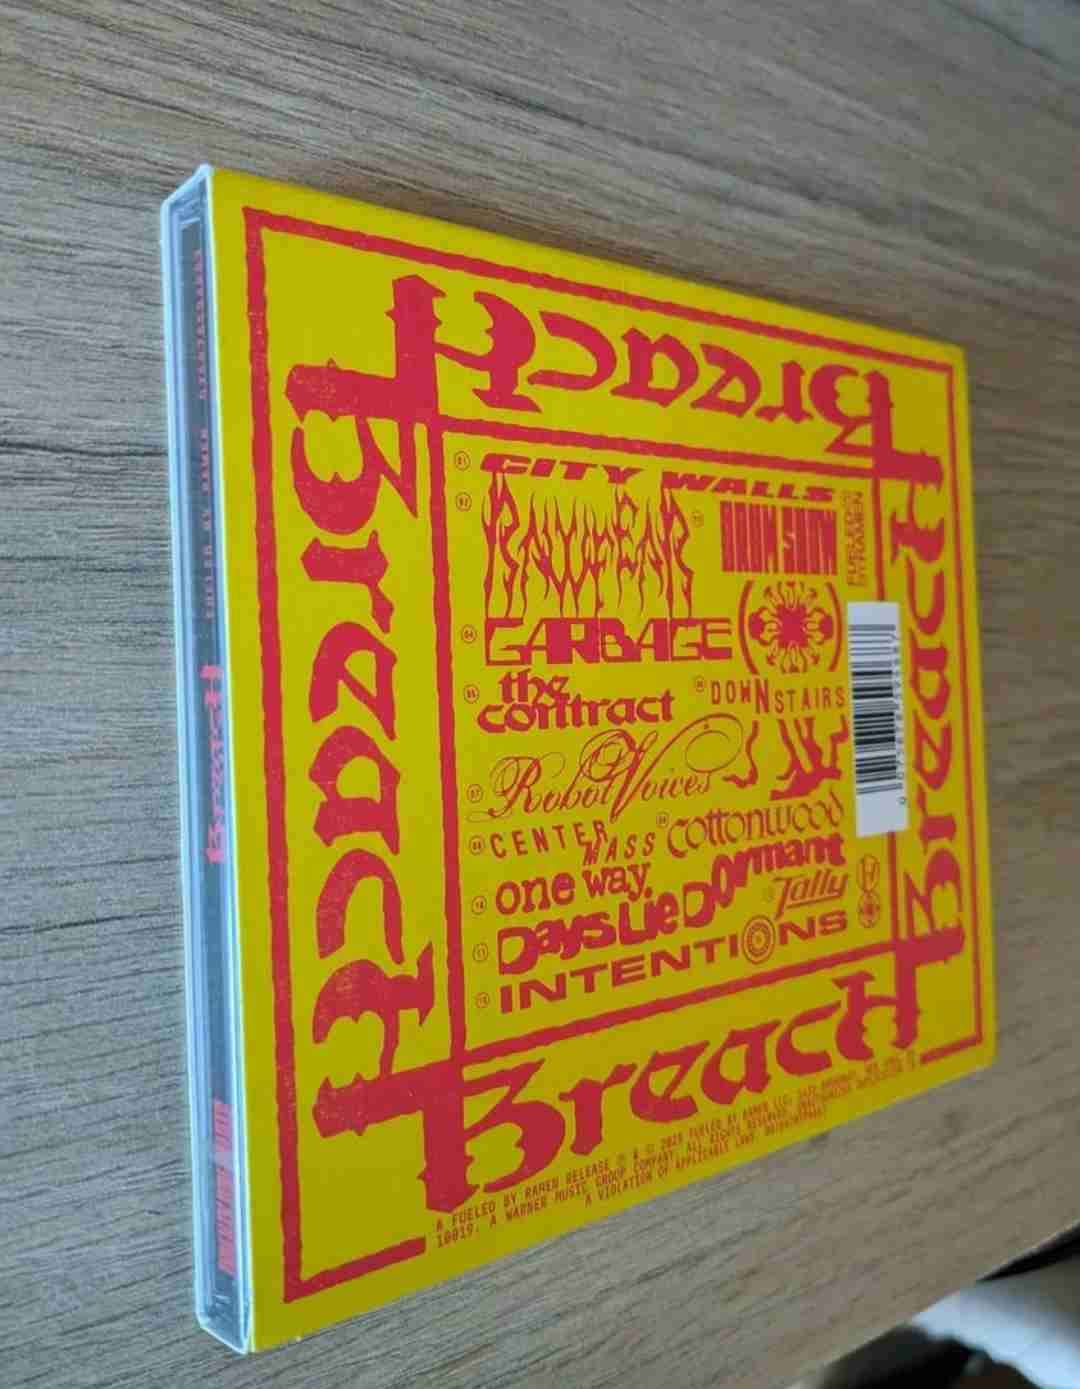 Breach
Breach
Breach
Breach
01 CITY WALLS
02 RAWFEAR
DRUM SHOW
04 GARBAGE
05 the contract
06 DOWNSTAIRS
07 Robot Voices
08 CENTER MASS
09 cottonwood
10 one way
11 Days Lie Dormant
Tally
13 INTENTIONS
FUELED BY RAMEN
Breach
A FUELED BY RAMEN RELEASE ℗ & © 2025 FUELED BY RAMEN LLC,
10019. A WARNER MUSIC GROUP COMPANY. ALL RIGHTS RESERVED.
A VIOLATION OF APPLICABLE LAWS.